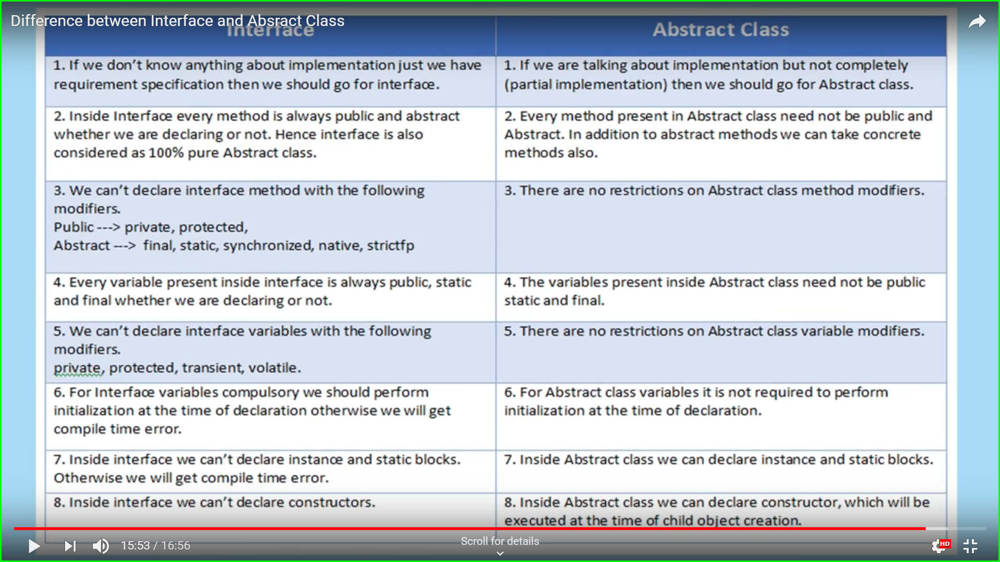 Difference between Interface and Absract Class
Interface
Abstract Class
1. If we don't know anything about implementation just we have
requirement specification then we should go for interface.
1. If we are talking about implementation but not completely
(partial implementation) then we should go for Abstract class.
2. Inside Interface every method is always public and abstract
whether we are declaring or not. Hence interface is also
considered as 100% pure Abstract class.
2. Every method present in Abstract class need not be public and
Abstract. In addition to abstract methods we can take concrete
methods also.
3. We can't declare interface method with the following
modifiers.
Public ---> private, protected,
Abstract ---> final, static, synchronized, native, strictfp
3. There are no restrictions on Abstract class method modifiers.
4. Every variable present inside interface is always public, static
and final whether we are declaring or not.
4. The variables present inside Abstract class need not be public
static and final.
5. We can't declare interface variables with the following
modifiers.
private, protected, transient, volatile.
5. There are no restrictions on Abstract class variable modifiers.
6. For Interface variables compulsory we should perform
initialization at the time of declaration otherwise we will get
compile time error.
6. For Abstract class variables it is not required to perform
initialization at the time of declaration.
7. Inside interface we can't declare instance and static blocks.
Otherwise we will get compile time error.
7. Inside Abstract class we can declare instance and static blocks.
8. Inside interface we can't declare constructors.
8. Inside Abstract class we can declare constructor, which will be
executed at the time of child object creation.
15:53 / 16:56
Scroll for details
HD